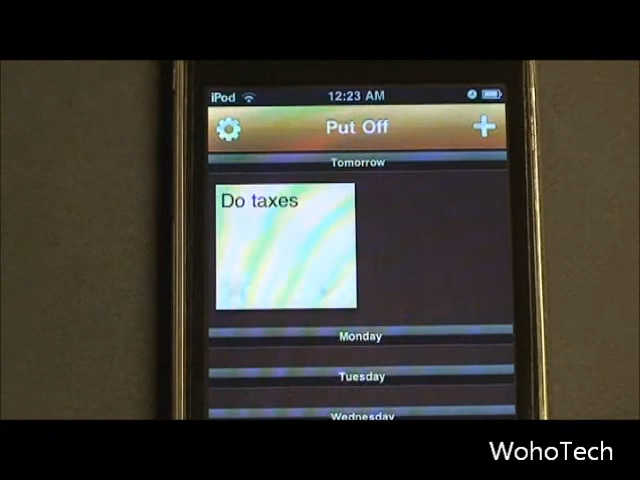 iPod 12:23 AM
Put Off
Tomorrow
Do taxes
Monday
Tuesday
Wednesday
WohoTech